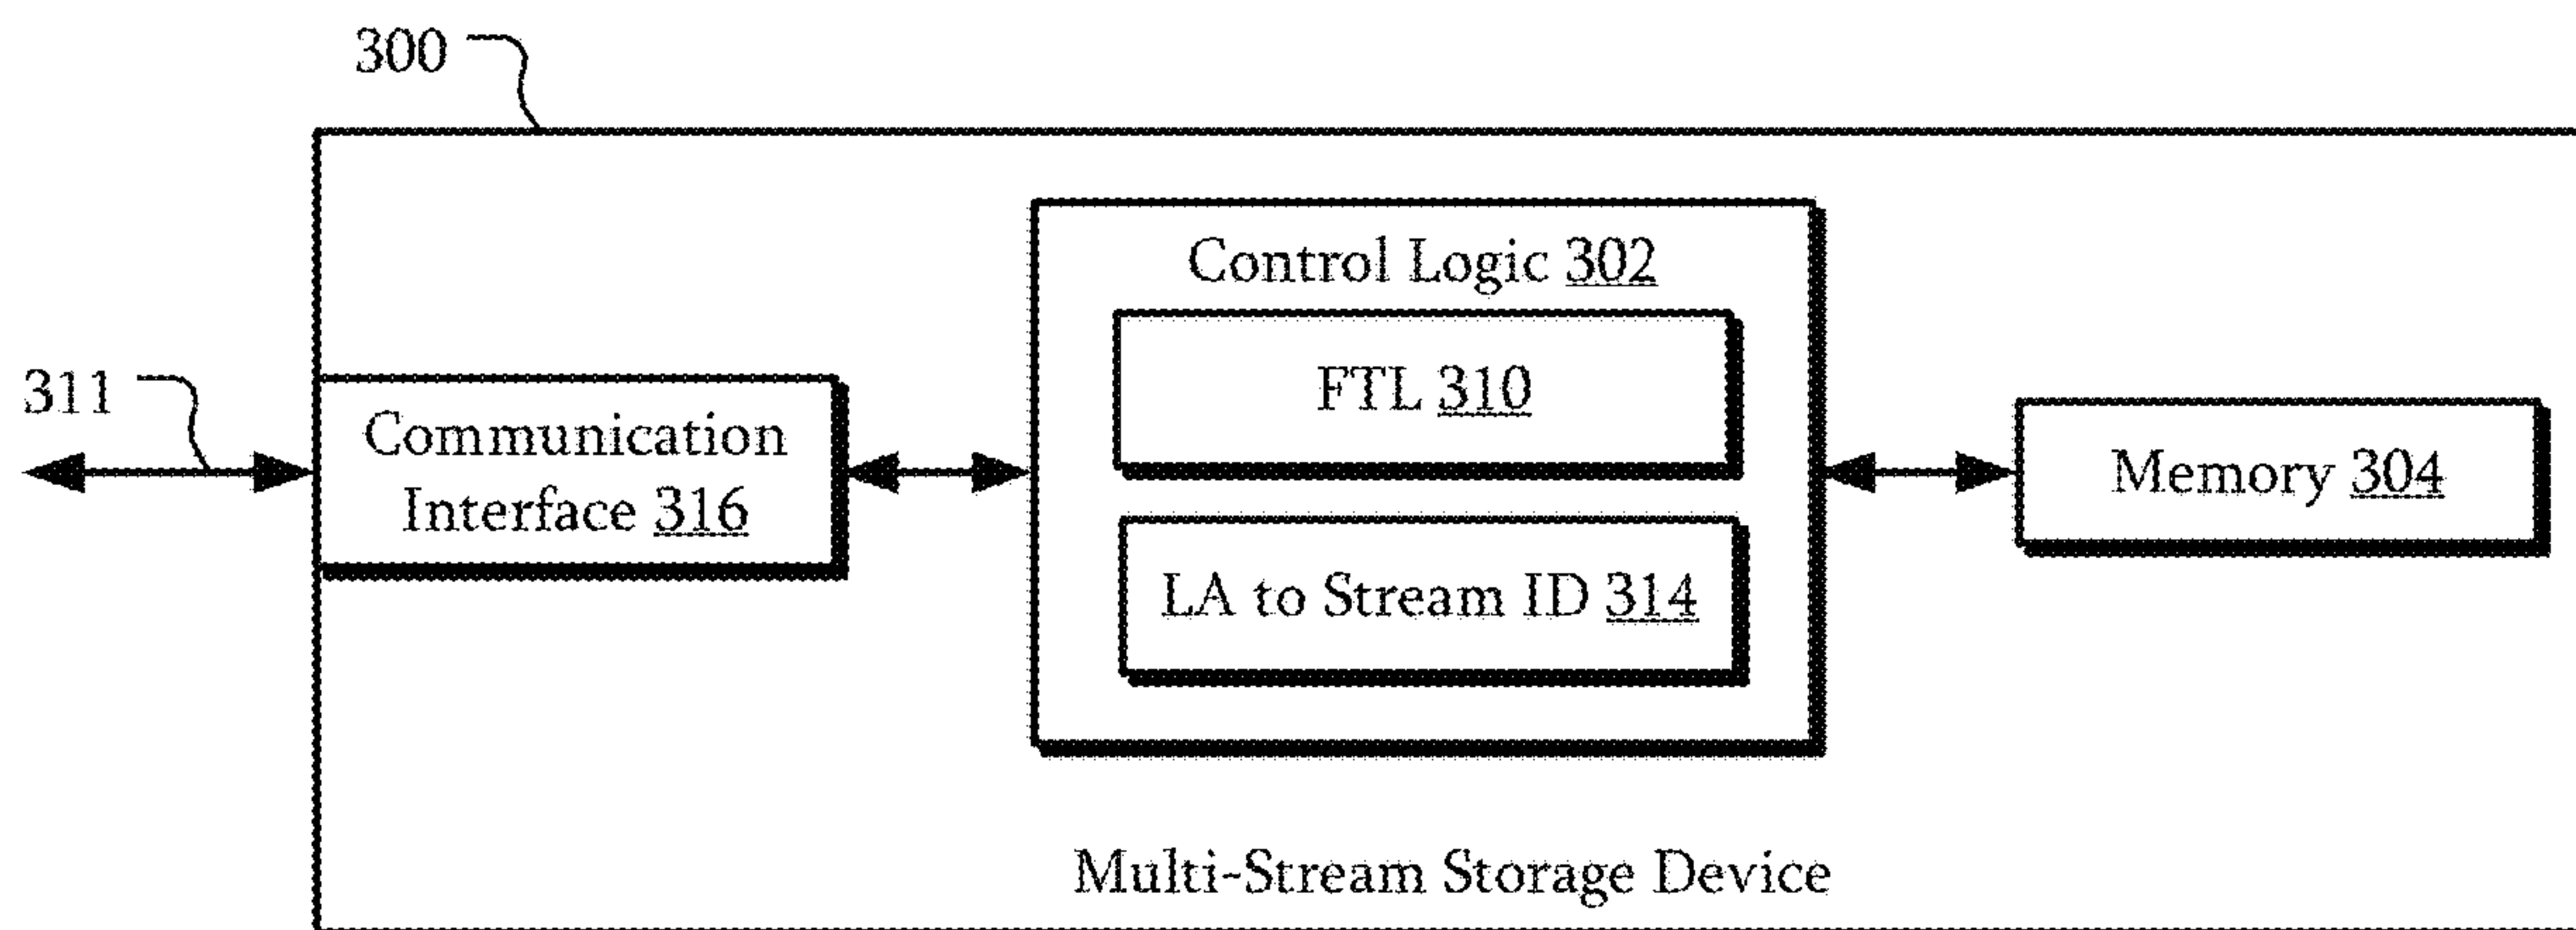 300
Control Logic 302
FTL 310
311
Communication
Interface 316
Memory 304
LA to Stream ID 314
Multi-Stream Storage Device